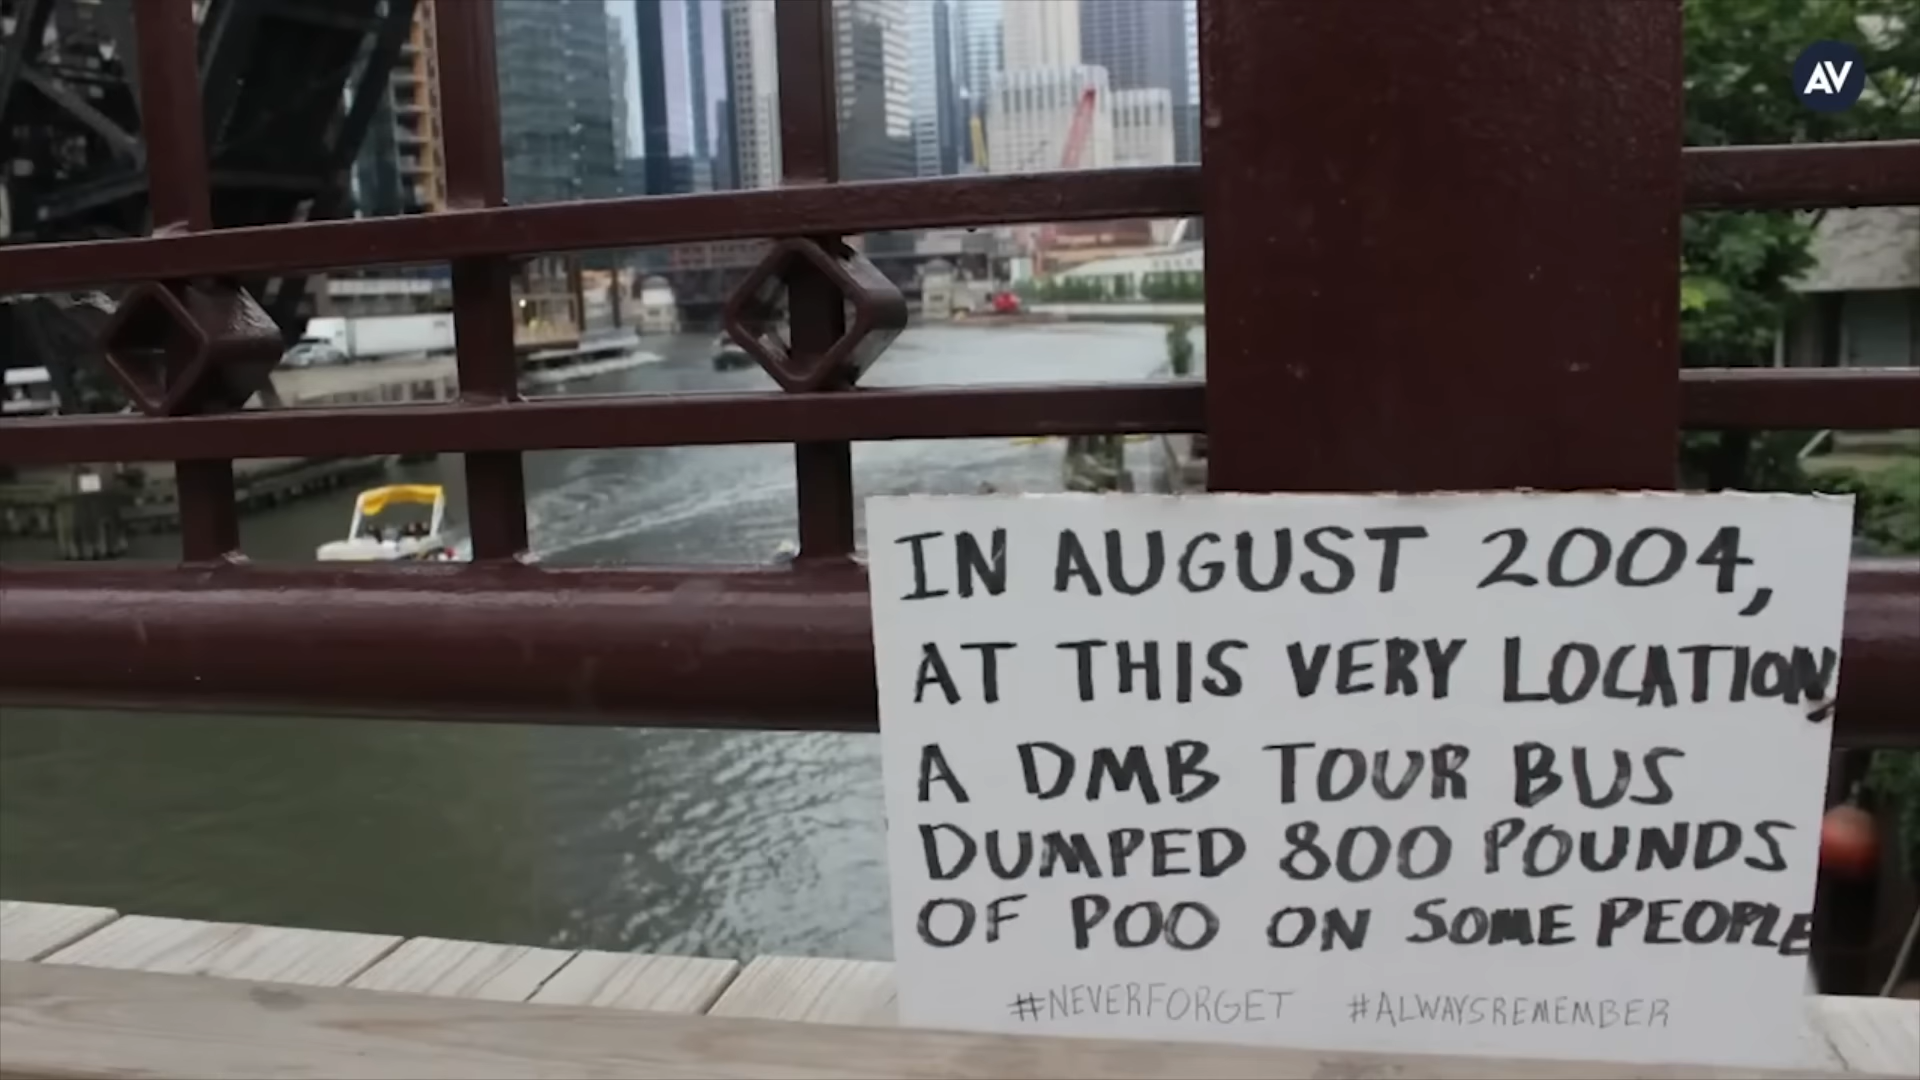 AV
IN AUGUST 2004,
AT THIS VERY LOCATION,
A DMB TOUR BUS
DUMPED 800 POUNDS
OF POO ON SOME PEOPLE
#NEVERFORGET #ALWAYSREMEMBER